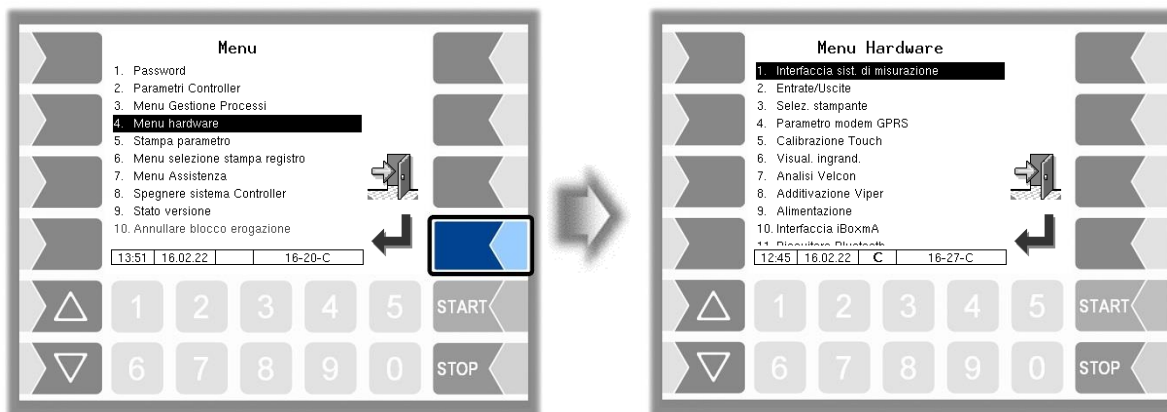 Menu
1. Password
2. Parametri Controller
3. Menu Gestione Processi
4. Menu hardware
5. Stampa parametro
6. Menu selezione stampa registro
7. Menu Assistenza
8. Spegnere sistema Controller
9. Stato versione
10. Annullare blocco erogazione
13:51 16.02.22 16-20-C
1 2 3 4 5 START
6 7 8 9 0 STOP
Menu Hardware
1. Interfaccia sist. di misurazione
2. Entrate/Uscite
3. Selez. stampante
4. Parametro modem GPRS
5. Calibrazione Touch
6. Visual. ingrand.
7. Analisi Velcon
8. Additivazione Viper
9. Alimentazione
10. Interfaccia iBoxmA
12:45 16.02.22 C 16-27-C
1 2 3 4 5 START
6 7 8 9 0 STOP